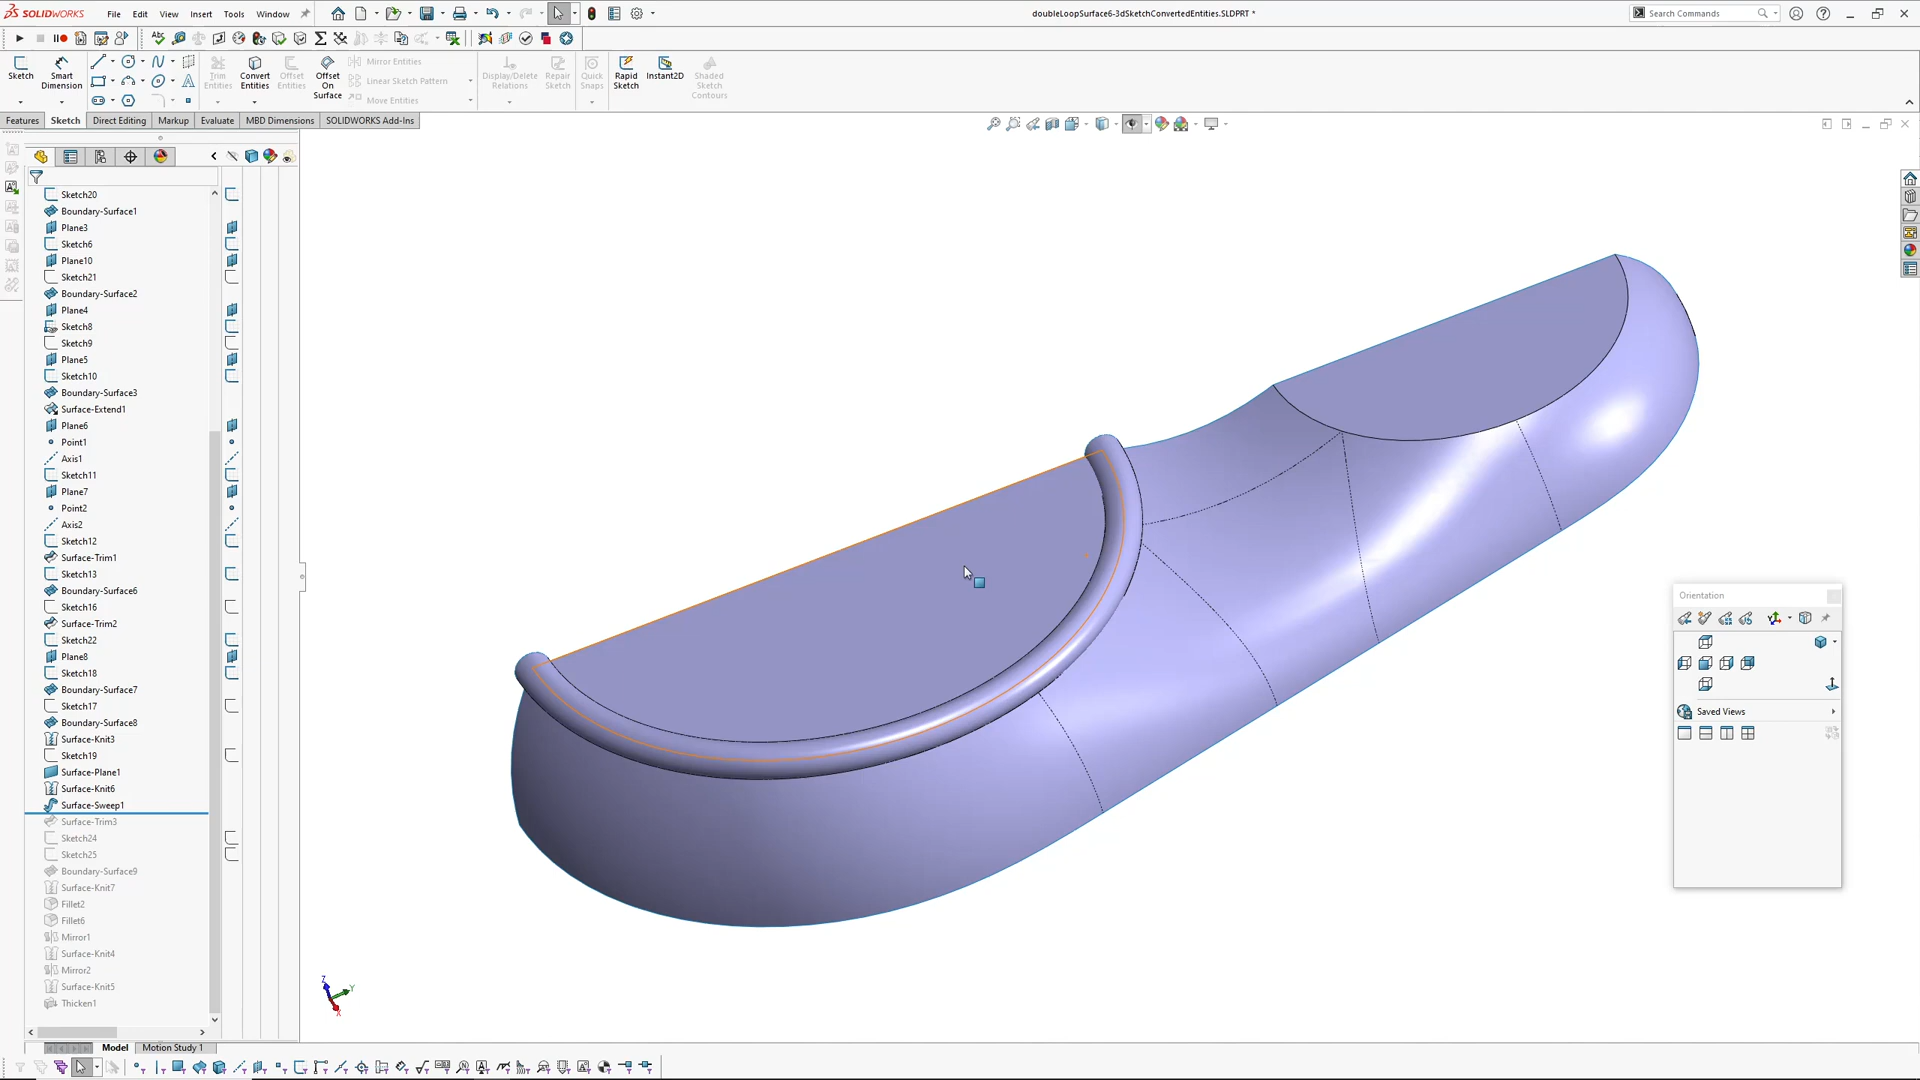 SOLIDWORKS
File
Edit
View
Insert
Tools
Window
doubleLoopSurface6-3dSketchConvertedEntities.SLDPRT *
Search Commands
Sketch
Smart
Dimension
Trim
Entities
Convert
Entities
Offset
Entities
Offset
On
Surface
Mirror Entities
Linear Sketch Pattern
Move Entities
Display/Delete
Relations
Repair
Sketch
Quick
Snaps
Rapid
Sketch
Instant2D
Shaded
Sketch
Contours
Features
Sketch
Direct Editing
Markup
Evaluate
MBD Dimensions
SOLIDWORKS Add-Ins
Sketch20
Boundary-Surface1
Plane3
Sketch6
Plane10
Sketch21
Boundary-Surface2
Plane4
Sketch8
Sketch9
Plane5
Sketch10
Boundary-Surface3
Surface-Extend1
Plane6
Point1
Axis1
Sketch11
Plane7
Point2
Axis2
Sketch12
Surface-Trim1
Sketch13
Boundary-Surface6
Sketch16
Surface-Trim2
Sketch22
Plane8
Sketch18
Boundary-Surface7
Sketch17
Boundary-Surface8
Surface-Knit3
Sketch19
Surface-Plane1
Surface-Knit6
Surface-Sweep1
Surface-Trim3
Sketch24
Sketch25
Boundary-Surface9
Surface-Knit7
Fillet2
Fillet6
Mirror1
Surface-Knit4
Mirror2
Surface-Knit5
Thicken1
Orientation
Saved Views
Z
Y
X
Model
Motion Study 1